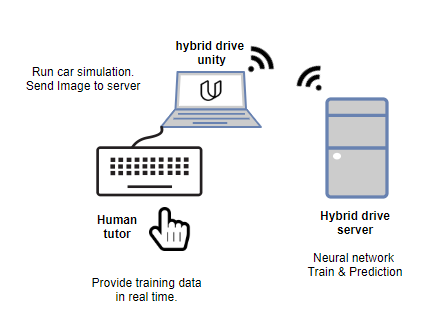 hybrid drive
unity
Run car simulation.
Send Image to server
Human
tutor
Provide training data
in real time.
Hybrid drive
server
Neural network
Train & Prediction